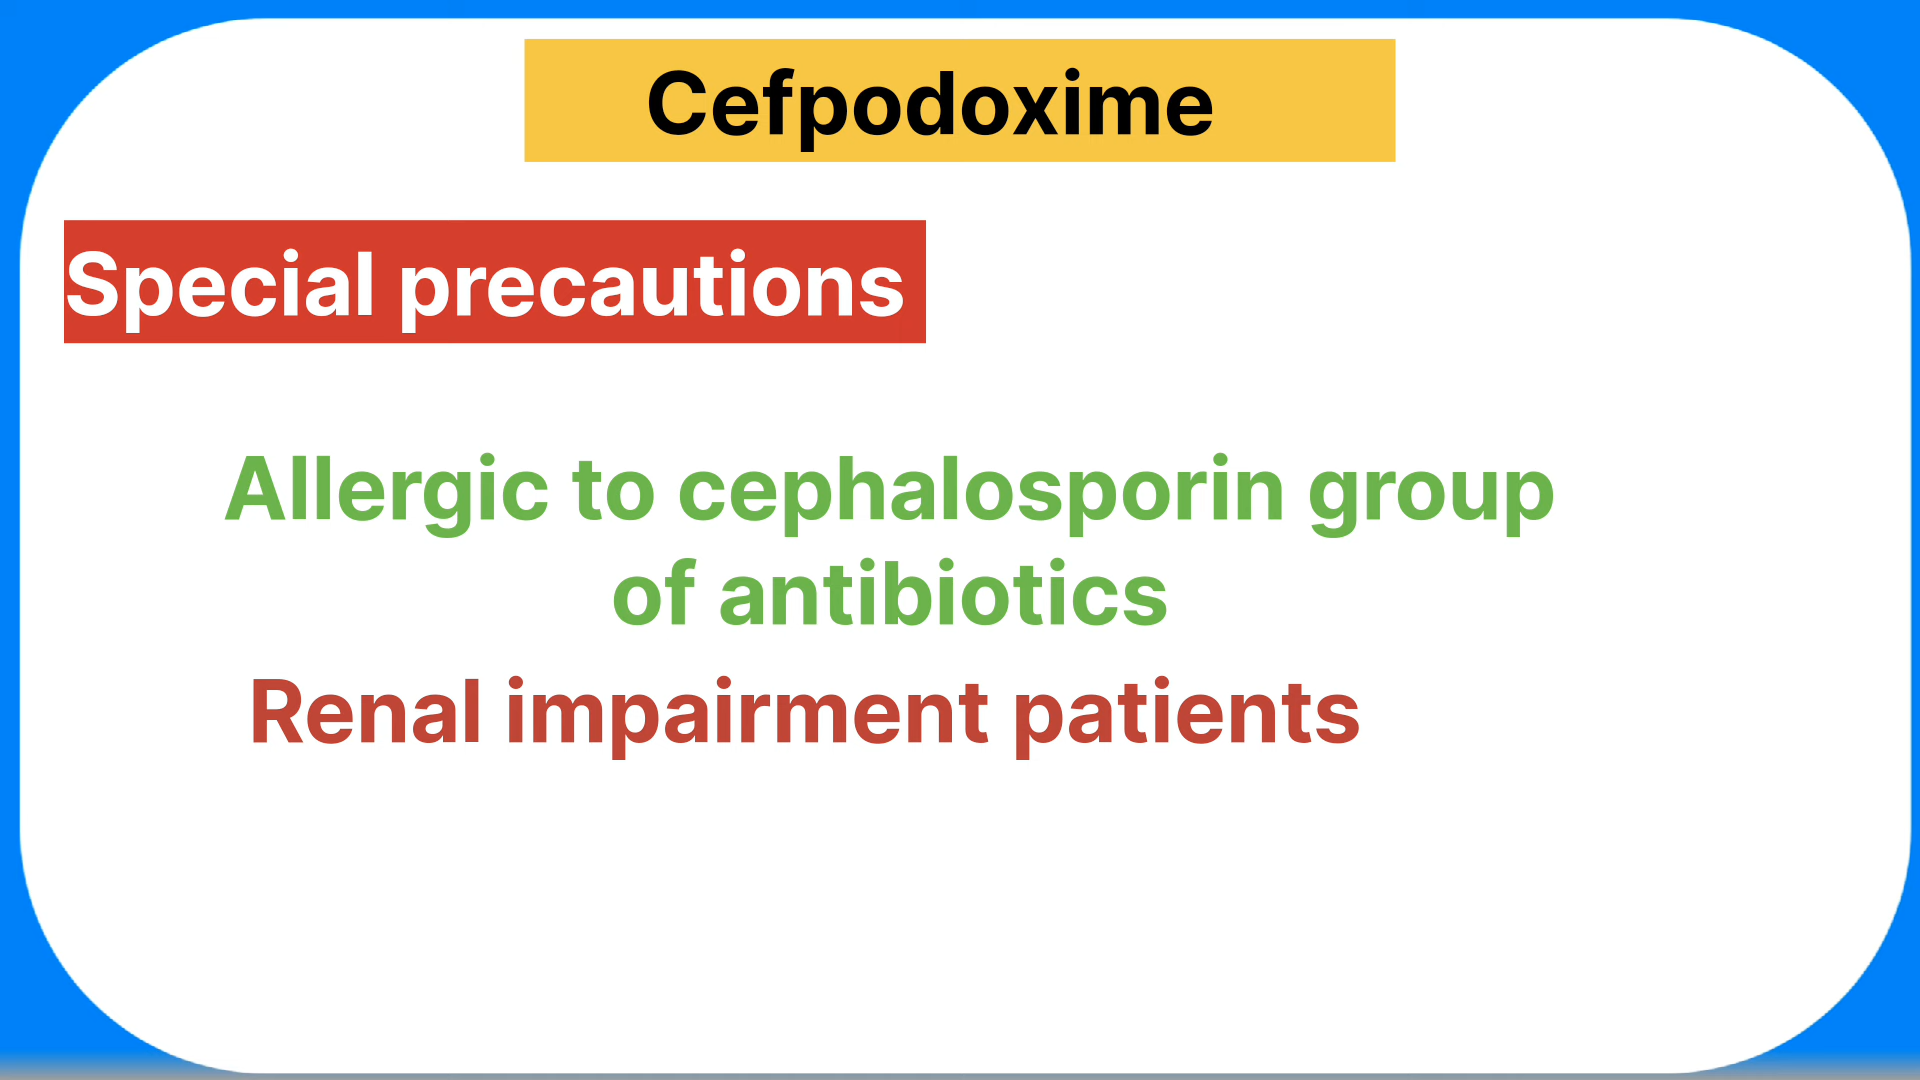 Cefpodoxime
Special precautions
Allergic to cephalosporin group
of antibiotics
Renal impairment patients